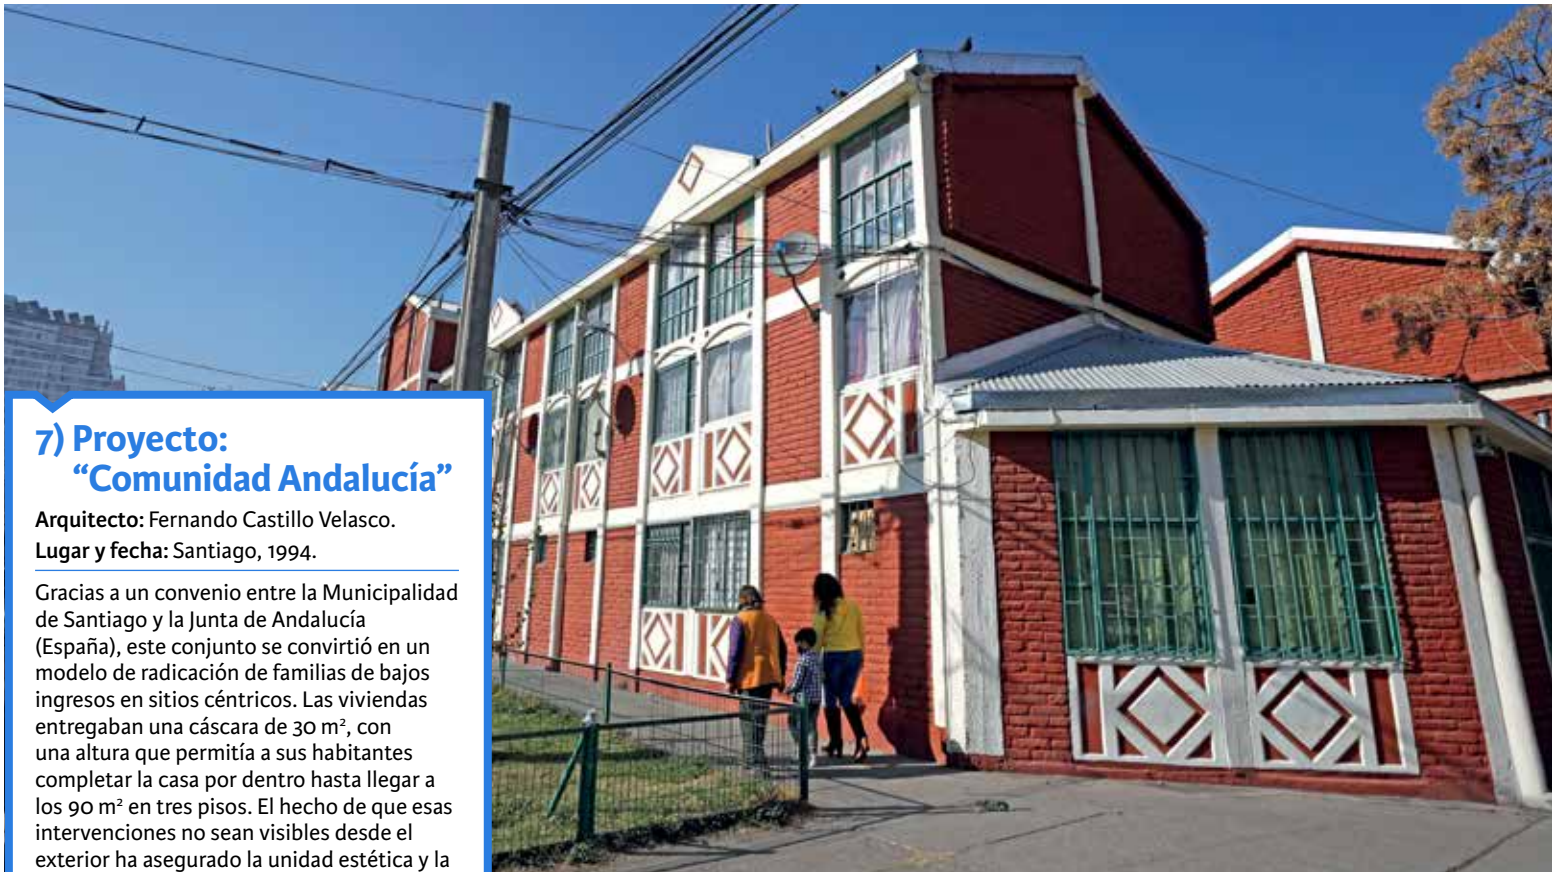 7) Proyecto:
“Comunidad Andalucía”
Arquitecto: Fernando Castillo Velasco.
Lugar y fecha: Santiago, 1994.
Gracias a un convenio entre la Municipalidad
de Santiago y la Junta de Andalucía
(España), este conjunto se convirtió en un
modelo de radicación de familias de bajos
ingresos en sitios céntricos. Las viviendas
entregaban una cáscara de 30 m², con
una altura que permitía a sus habitantes
completar la casa por dentro hasta llegar a
los 90 m² en tres pisos. El hecho de que esas
intervenciones no sean visibles desde el
exterior ha asegurado la unidad estética y la